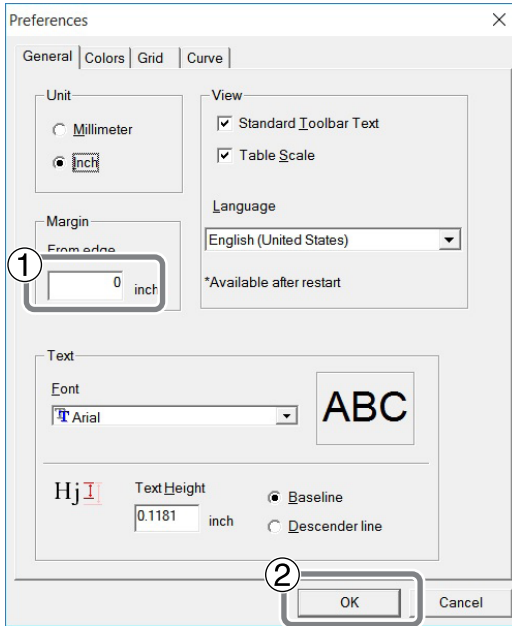 Preferences
General Colors Grid Curve
Unit
Millimeter
Inch
View
Standard Toolbar Text
Table Scale
Language
English (United States)
*Available after restart
Margin
From edge
1
0 inch
Text
Font
Arial
ABC
Hj
Text Height
0.1181 inch
Baseline
Descender line
2
OK Cancel